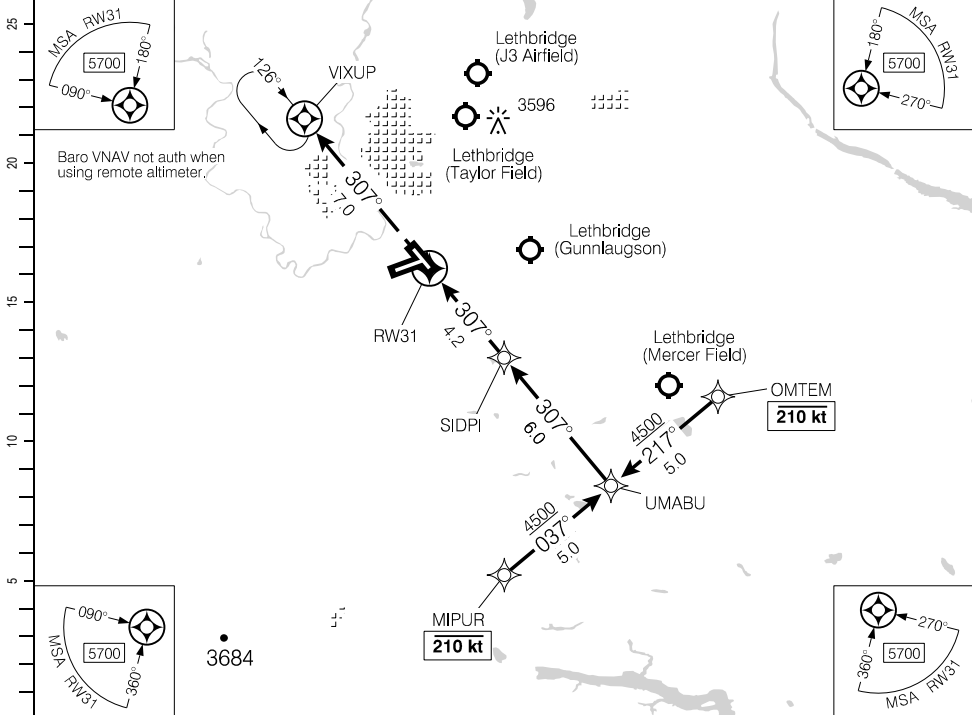 25
20
15
10
5
MSA RW31
5700
180°
090°
MSA RW31
5700
180°
270°
Baro VNAV not auth when
using remote altimeter.
126°
VIXUP
Lethbridge
(J3 Airfield)
3596
Lethbridge
(Taylor Field)
307°
7.0
Lethbridge
(Gunnlaugson)
RW31
307°
4.2
Lethbridge
(Mercer Field)
SIDPI
OMTEM
210 kt
307°
6.0
4500
217°
5.0
UMABU
4500
037°
5.0
MIPUR
210 kt
3684
090°
5700
360°
MSA RW31
270°
5700
360°
MSA RW31